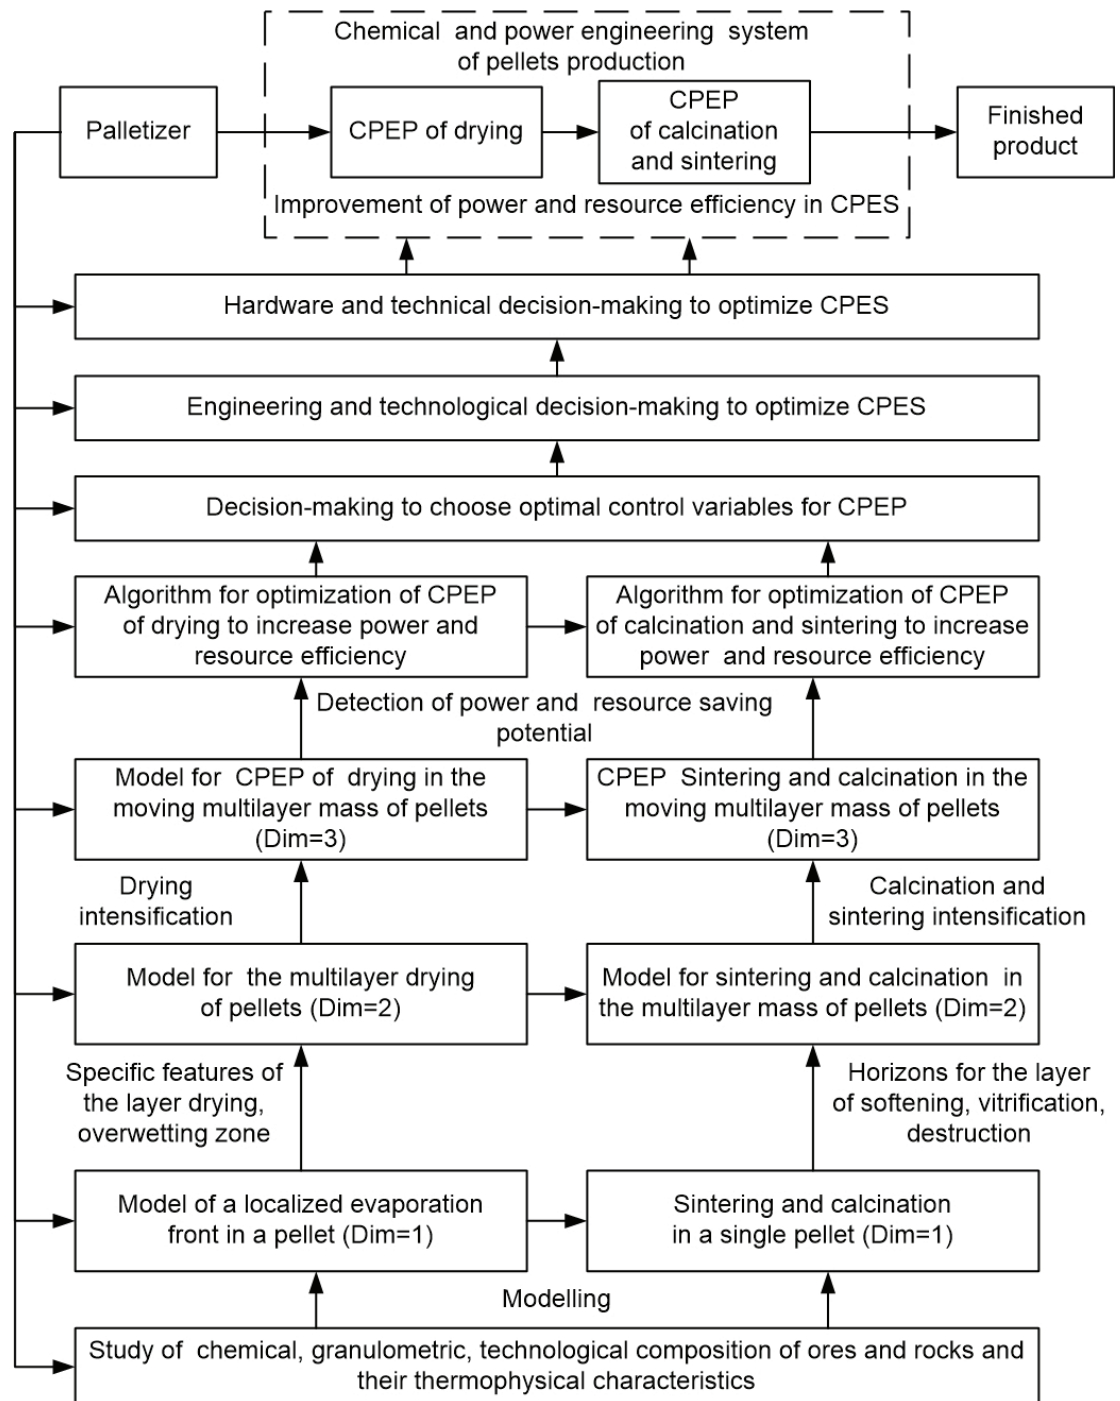 Chemical and power engineering system
of pellets production
Palletizer
CPEP of drying
CPEP
of calcination
and sintering
Finished
product
Improvement of power and resource efficiency in CPES
Hardware and technical decision-making to optimize CPES
Engineering and technological decision-making to optimize CPES
Decision-making to choose optimal control variables for CPEP
Algorithm for optimization of CPEP
of drying to increase power and
resource efficiency
Algorithm for optimization of CPEP
of calcination and sintering to increase
power and resource efficiency
Detection of power and resource saving
potential
Model for CPEP of drying in the
moving multilayer mass of pellets
(Dim=3)
CPEP Sintering and calcination in the
moving multilayer mass of pellets
(Dim=3)
Drying
intensification
Calcination and
sintering intensification
Model for the multilayer drying
of pellets (Dim=2)
Model for sintering and calcination in
the multilayer mass of pellets (Dim=2)
Specific features of
the layer drying,
overwetting zone
Horizons for the layer
of softening, vitrification,
destruction
Model of a localized evaporation
front in a pellet (Dim=1)
Sintering and calcination
in a single pellet (Dim=1)
Modelling
Study of chemical, granulometric, technological composition of ores and rocks and
their thermophysical characteristics